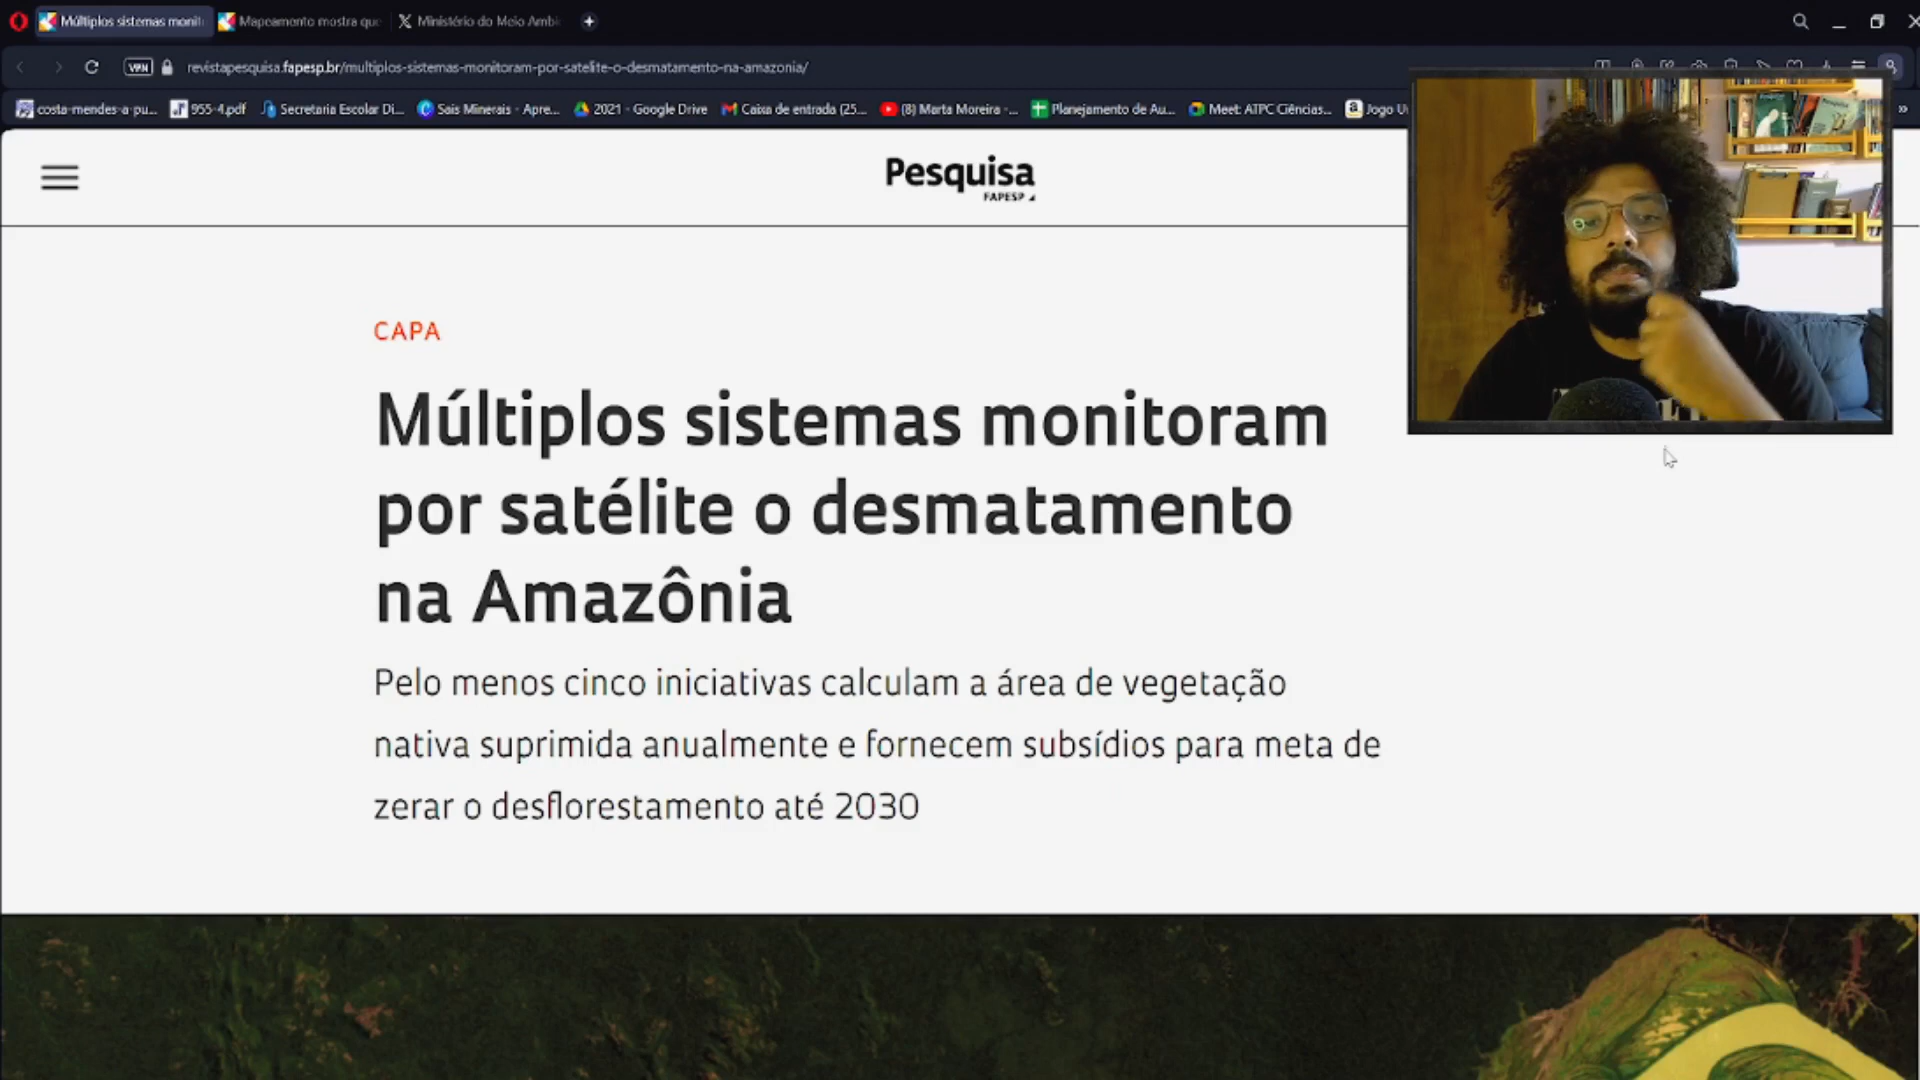 Múltiplos sistemas monit
Mapeamento mostra que
Ministério do Meio Ambi
VPN
revistapesquisa.fapesp.br/multiplos-sistemas-monitoram-por-satelite-o-desmatamento-na-amazonia/
costa-mendes-a-pu...
955-4.pdf
Secretaria Escolar Di...
Sais Minerais - Apre...
2021 - Google Drive
Caixa de entrada (25...
(8) Marta Moreira -...
Planejamento de Au...
Meet: ATPC Ciências...
Jogo U
»
Pesquisa
FAPESP
CAPA
Múltiplos sistemas monitoram
por satélite o desmatamento
na Amazônia
Pelo menos cinco iniciativas calculam a área de vegetação
nativa suprimida anualmente e fornecem subsídios para meta de
zerar o desflorestamento até 2030